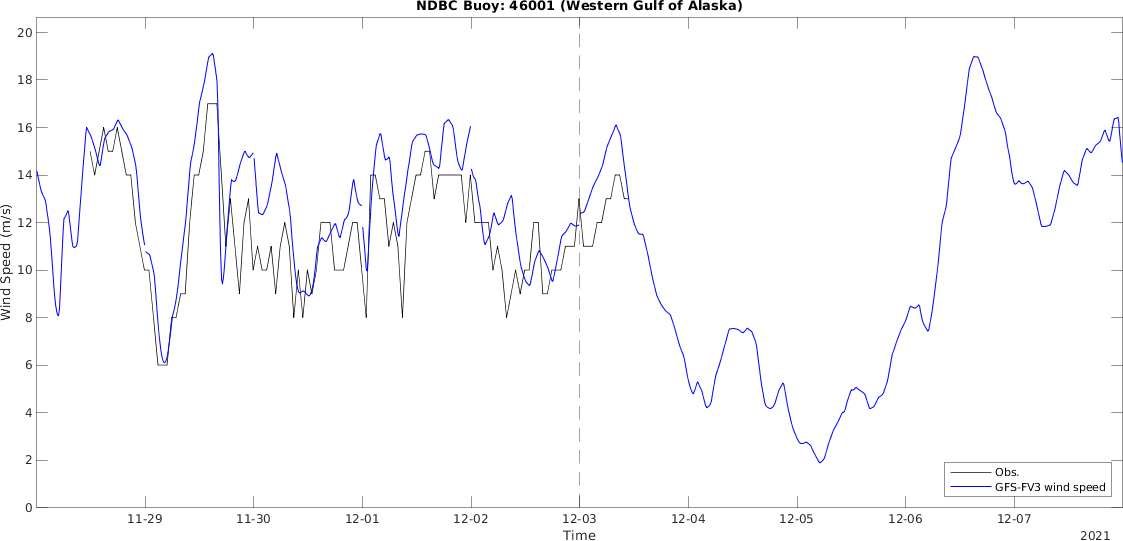 NDBC Buoy: 46001 (Western Gulf of Alaska)
20
18
16
14
12
10
8
6
4
2
0
Wind Speed (m/s)
Obs.
GFS-FV3 wind speed
11-29 11-30 12-01 12-02 12-03 12-04 12-05 12-06 12-07
Time
2021